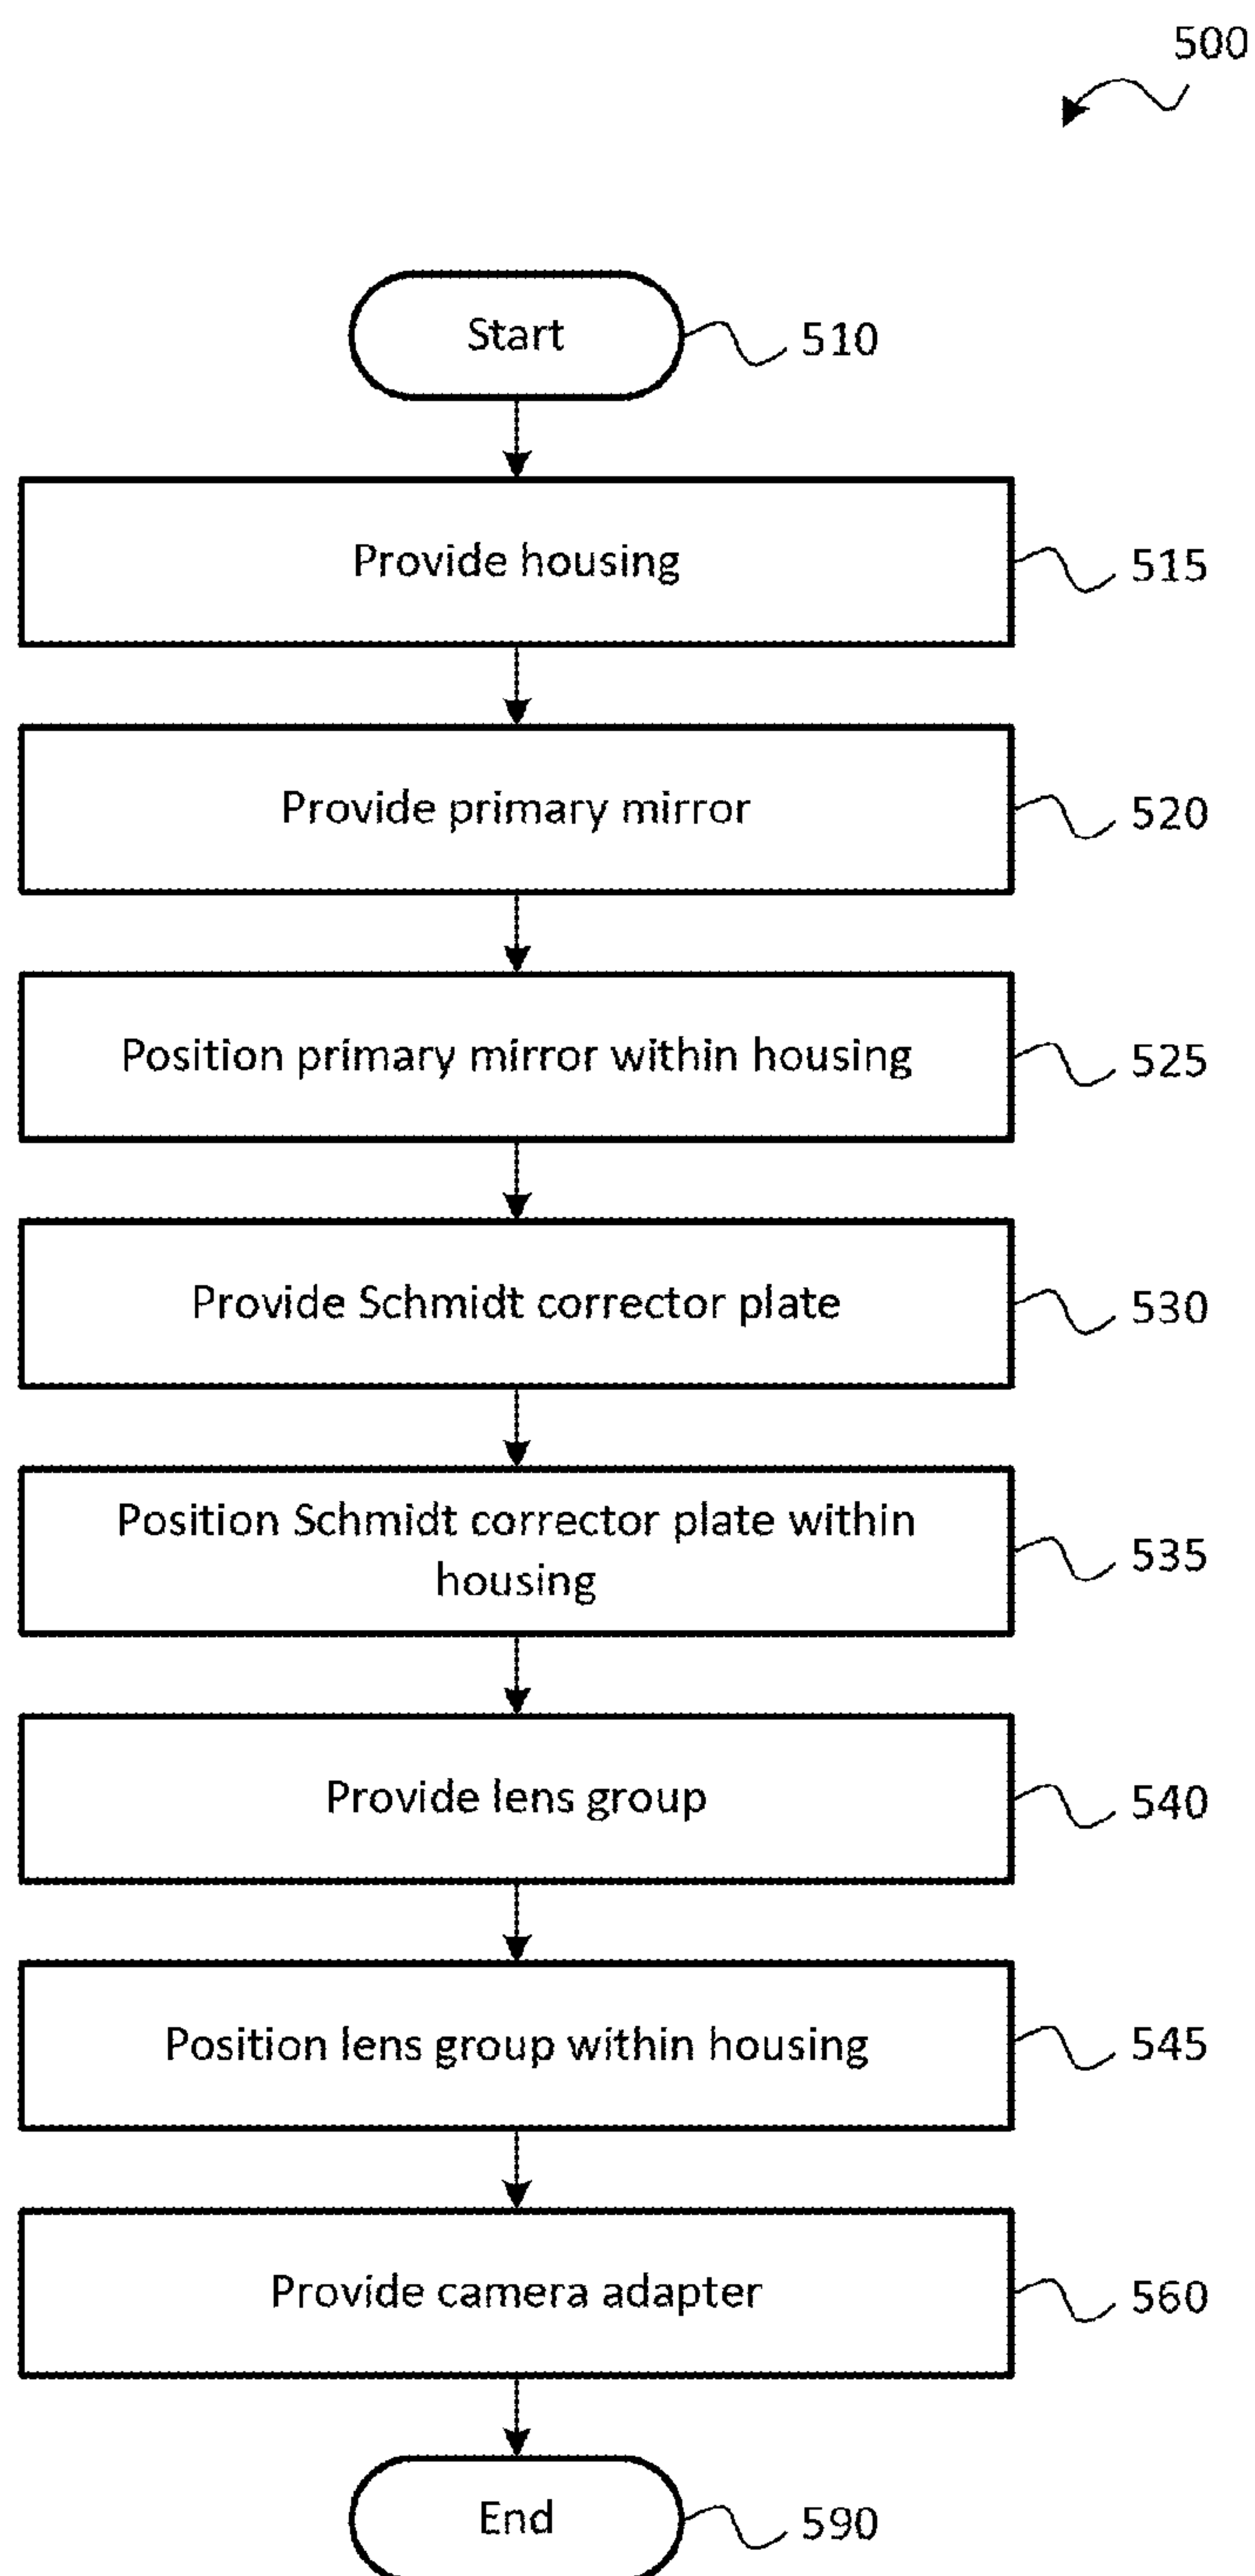 500
Start
510
Provide housing
515
Provide primary mirror
520
Position primary mirror within housing
525
Provide Schmidt corrector plate
530
Position Schmidt corrector plate within
housing
535
Provide lens group
540
Position lens group within housing
545
Provide camera adapter
560
End
590